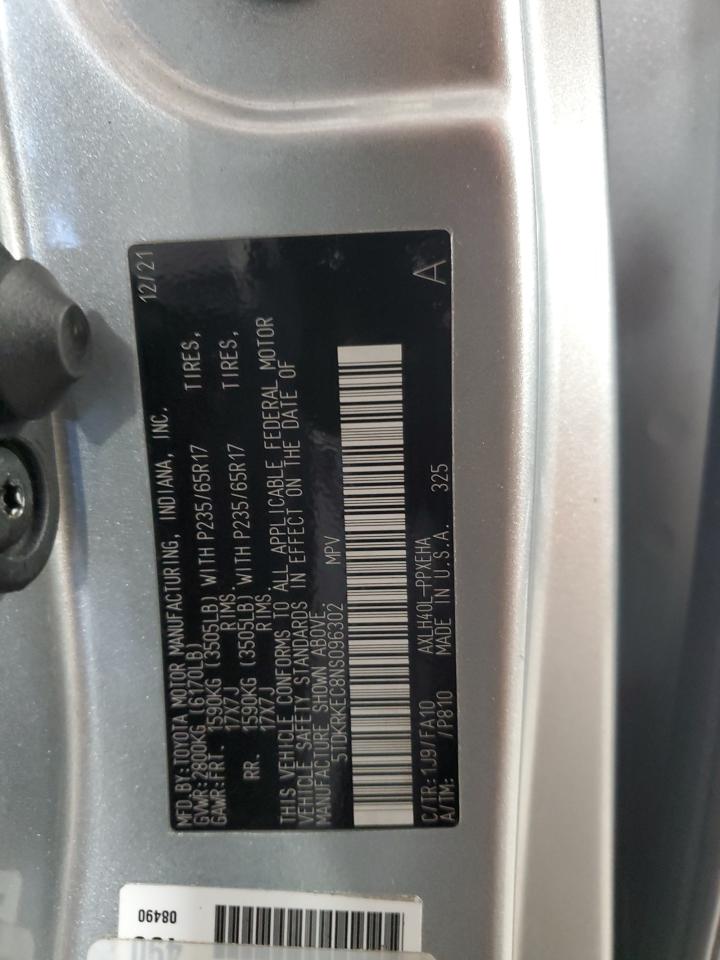 MFD BY:TOYOTA MOTOR MANUFACTURING, INDIANA, INC. 12/21
GVWR:2800KG (6170LB)
GAWR:FRT. 1590KG (3505LB) WITH P235/65R17 TIRES,
17X7J RIMS.
RR. 1590KG (3505LB) WITH P235/65R17 TIRES,
17X7J RIMS.
THIS VEHICLE CONFORMS TO ALL APPLICABLE FEDERAL MOTOR
VEHICLE SAFETY STANDARDS IN EFFECT ON THE DATE OF
MANUFACTURE SHOWN ABOVE.
5TDKRKEC8NS096302 MPV
C/TR:1J9/FA10 AXLH40L-PPXEHA A
A/TM: /P810 MADE IN U.S.A. 325
08490